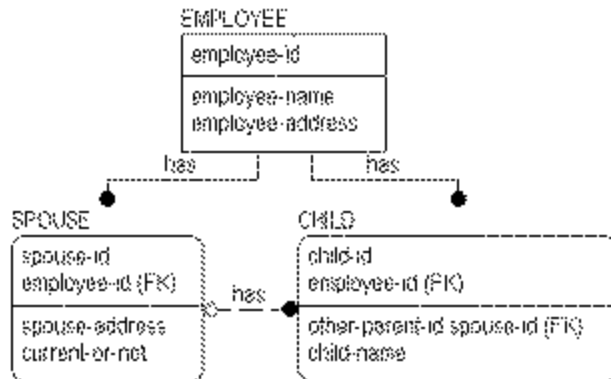 EMPLOYEE
employee-id
employee-name
employee-address
has
has
SPOUSE
spouse-id
employee-id (FK)
spouse-address
current-or-not
has
CHILD
child-id
employee-id (FK)
other-parent-id.spouse-id (FK)
child-name